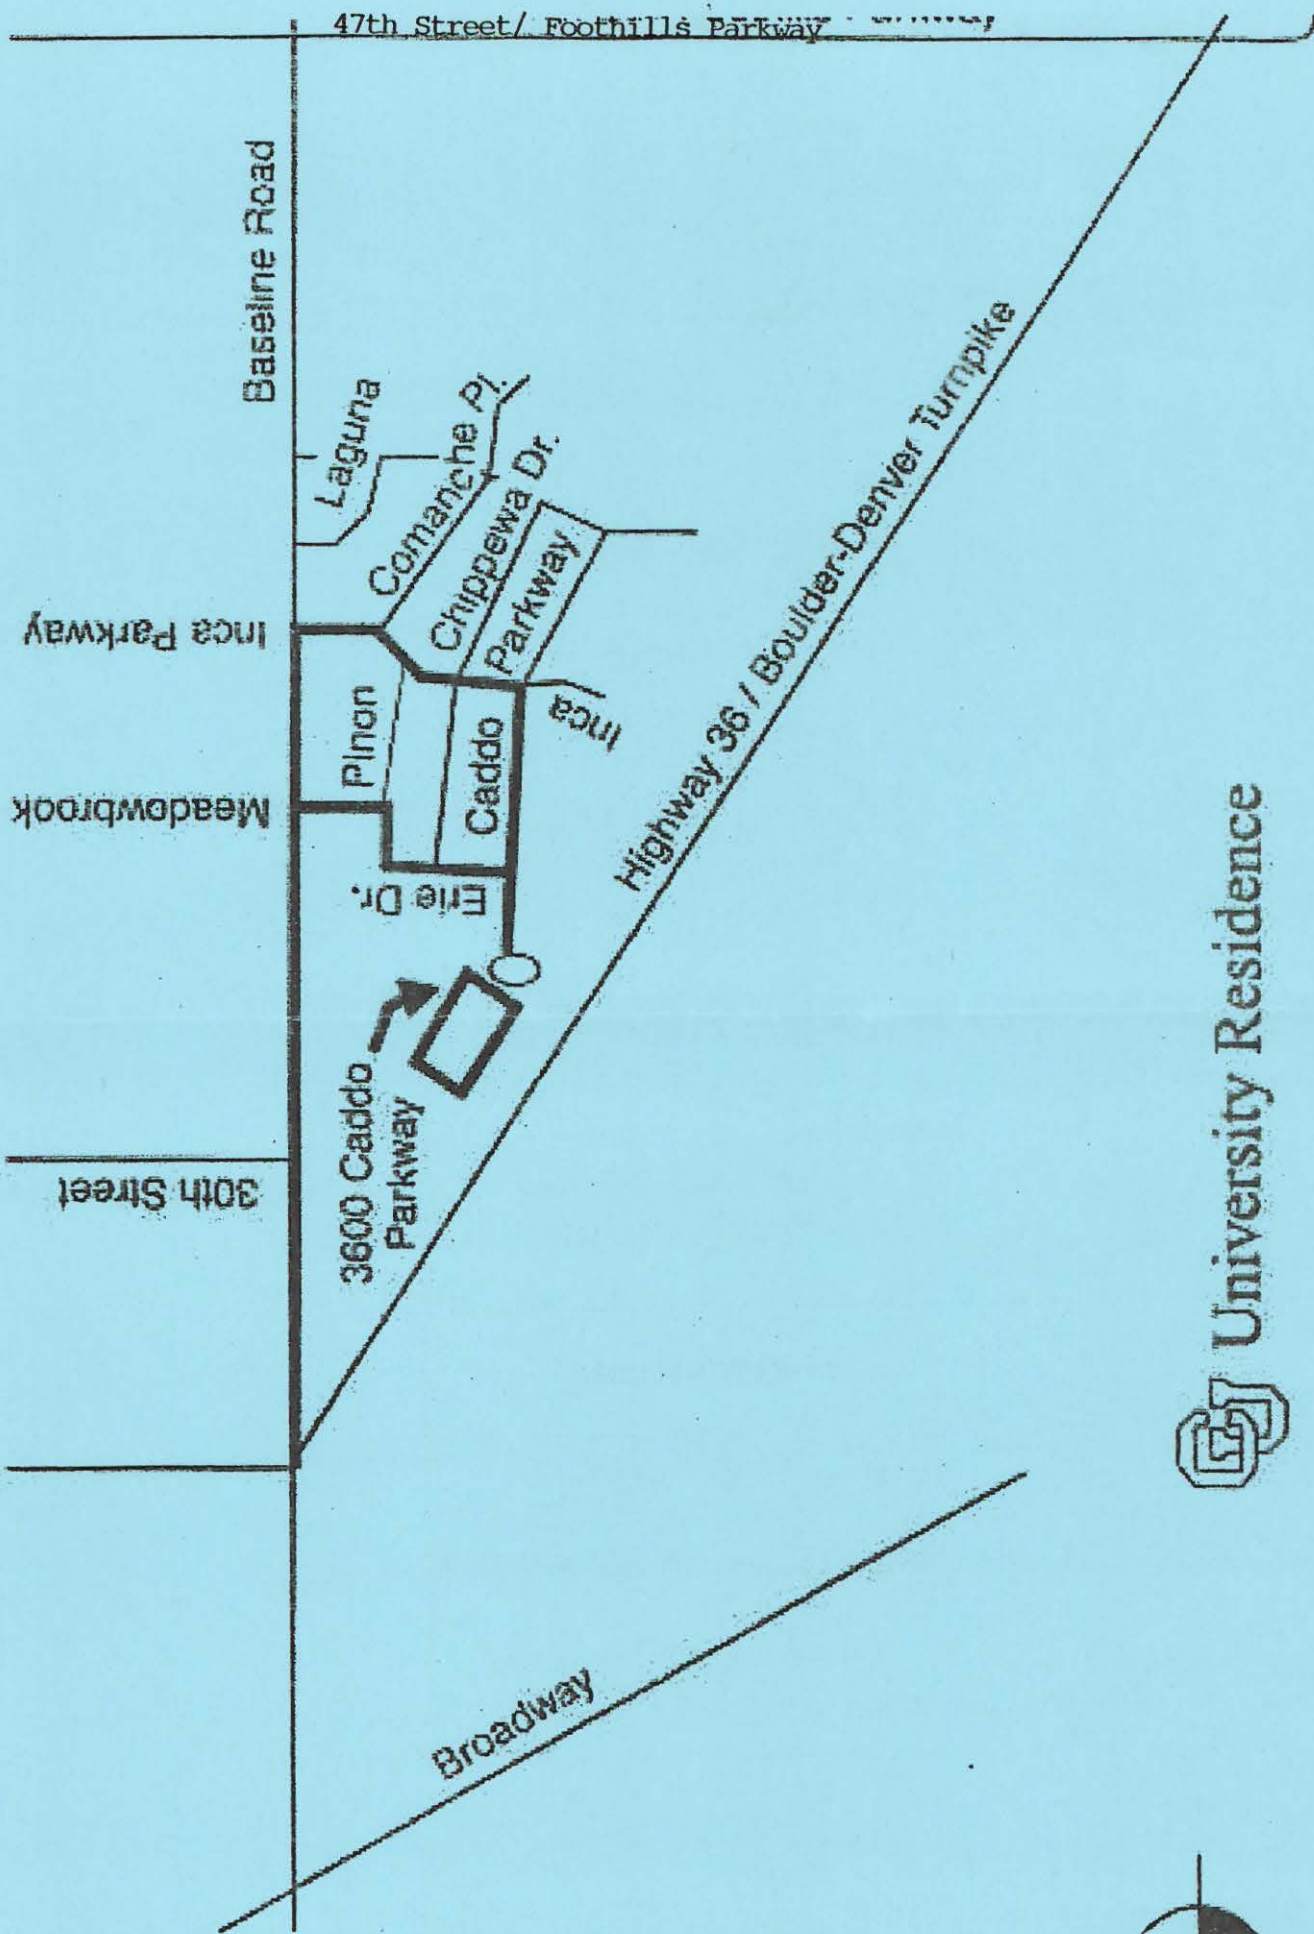 47th Street/ Foothills Parkway
Baseline Road
Laguna
Comanche Pl.
Chippewa Dr.
Parkway
Inca Parkway
Pinon
Caddo
Inca
Meadowbrook
Erie Dr.
Highway 36 / Boulder-Denver Turnpike
3600 Caddo
Parkway
30th Street
Broadway
CU University Residence